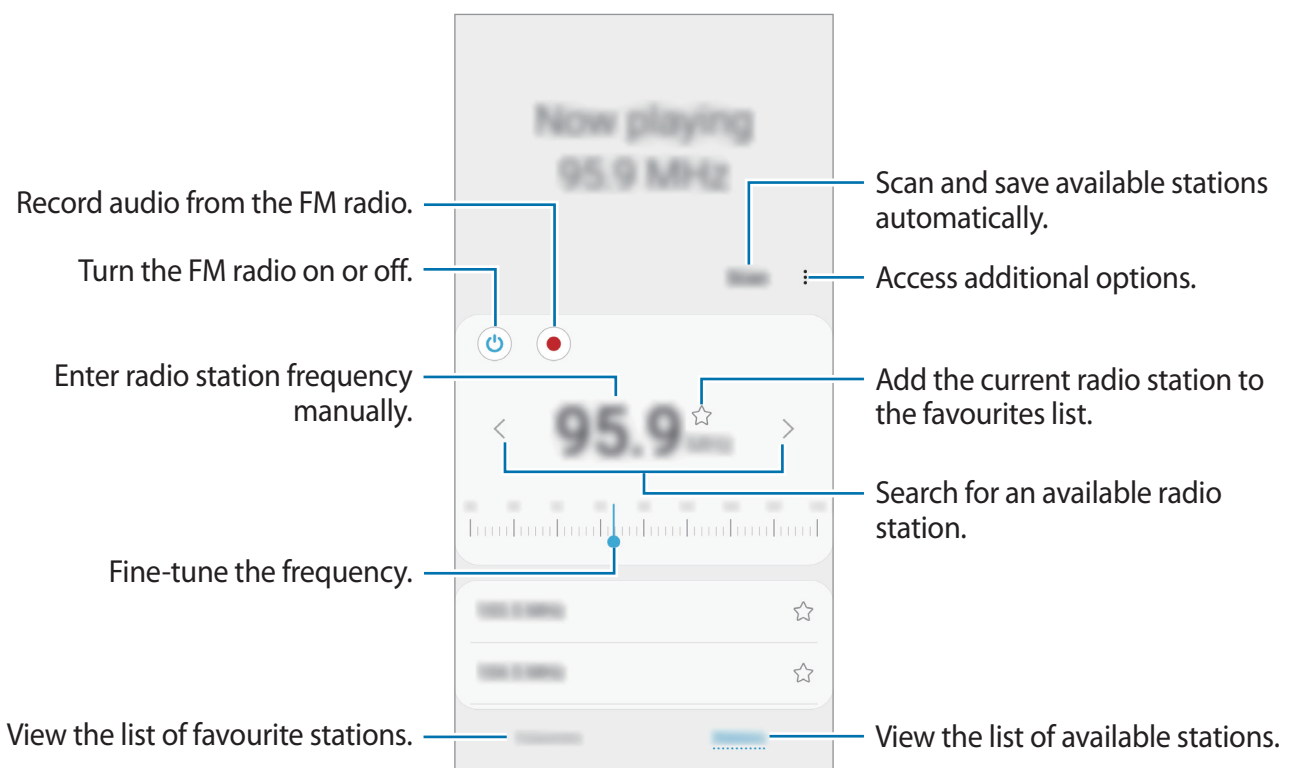 Now playing
95.9 MHz
Record audio from the FM radio.
Scan and save available stations
automatically.
Turn the FM radio on or off.
Scan
Access additional options.
Enter radio station frequency
manually.
Add the current radio station to
the favourites list.
95.9 MHz
Search for an available radio
station.
Fine-tune the frequency.
View the list of favourite stations.
View the list of available stations.